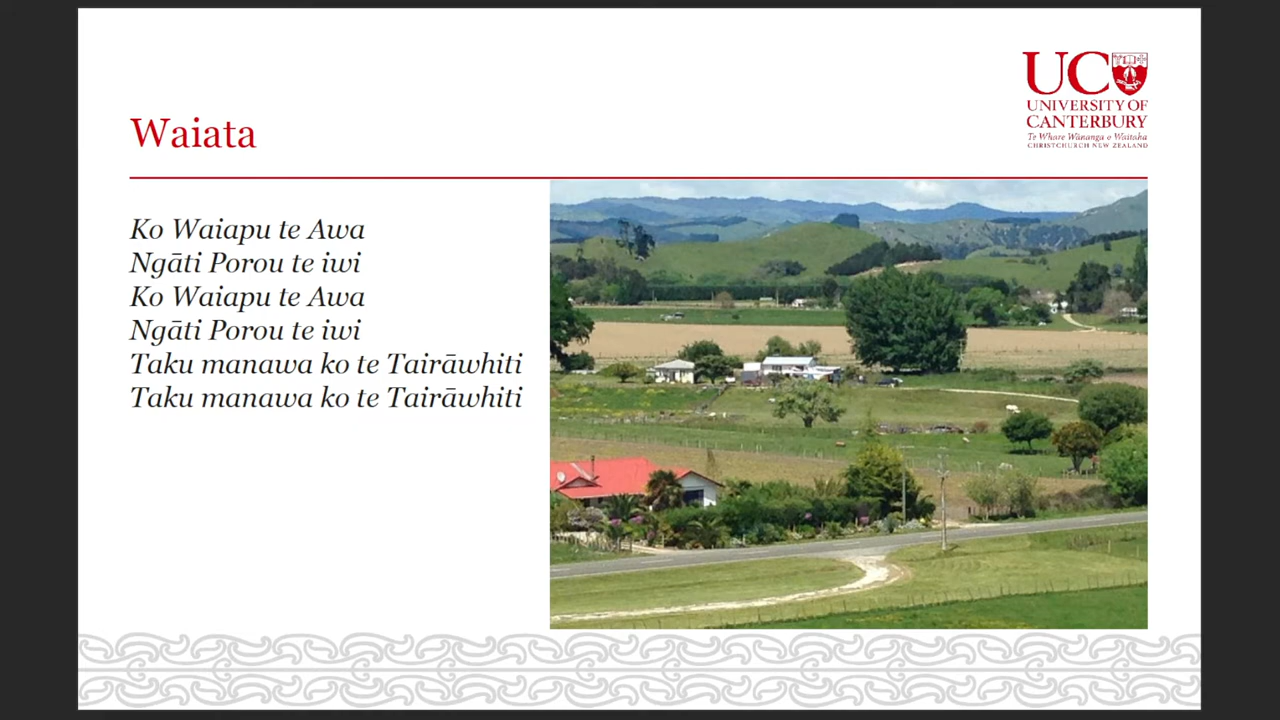 UC
UNIVERSITY OF
CANTERBURY
Te Whare Wānanga o Waitaha
CHRISTCHURCH NEW ZEALAND
Waiata
Ko Waiapu te Awa
Ngāti Porou te iwi
Ko Waiapu te Awa
Ngāti Porou te iwi
Taku manawa ko te Tairāwhiti
Taku manawa ko te Tairāwhiti